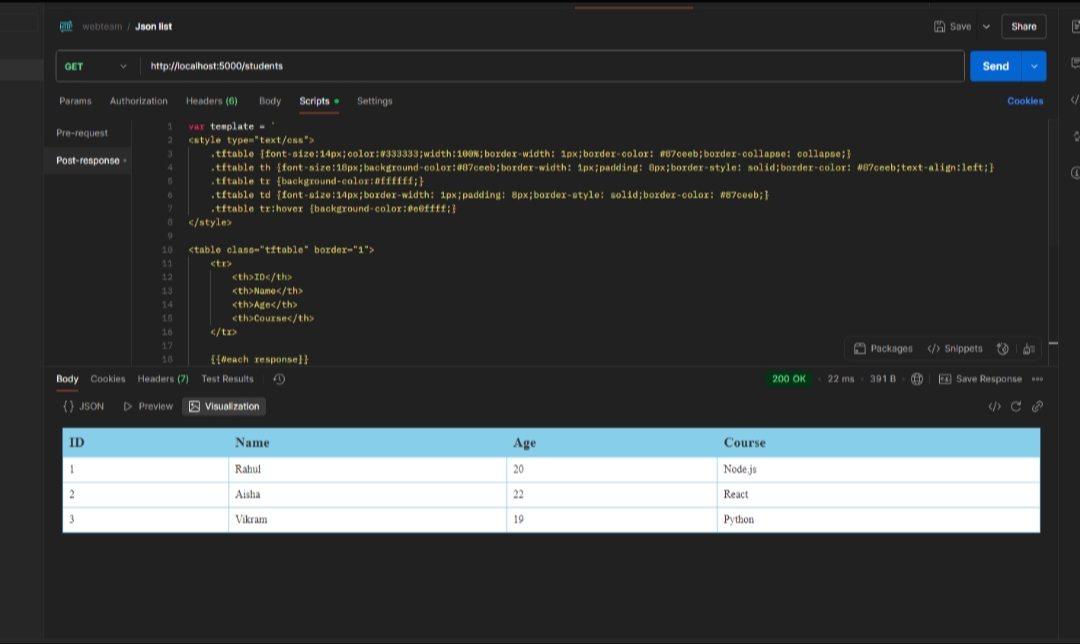 webteam / Json list
Save
Share
GET
http://localhost:5000/students
Send
Params Authorization Headers (6) Body Scripts Settings
Cookies
Pre-request
Post-response
1 var template = `
2 <style type="text/css">
3 .tftable {font-size:14px;color:#333333;width:100%;border-width: 1px;border-color: #87ceeb;border-collapse: collapse;}
4 .tftable th {font-size:18px;background-color:#87ceeb;border-width: 1px;padding: 8px;border-style: solid;border-color: #87ceeb;text-align:left;}
5 .tftable tr {background-color:#ffffff;}
6 .tftable td {font-size:14px;border-width: 1px;padding: 8px;border-style: solid;border-color: #87ceeb;}
7 .tftable tr:hover {background-color:#e0ffff;}
8 </style>
9
10 <table class="tftable" border="1">
11 <tr>
12 <th>ID</th>
13 <th>Name</th>
14 <th>Age</th>
15 <th>Course</th>
16 </tr>
17
18 {{#each response}}
Packages </> Snippets
Body Cookies Headers (7) Test Results
200 OK • 22 ms • 391 B
Save Response
{} JSON Preview Visualization
ID Name Age Course
1 Rahul 20 Node.js
2 Aisha 22 React
3 Vikram 19 Python